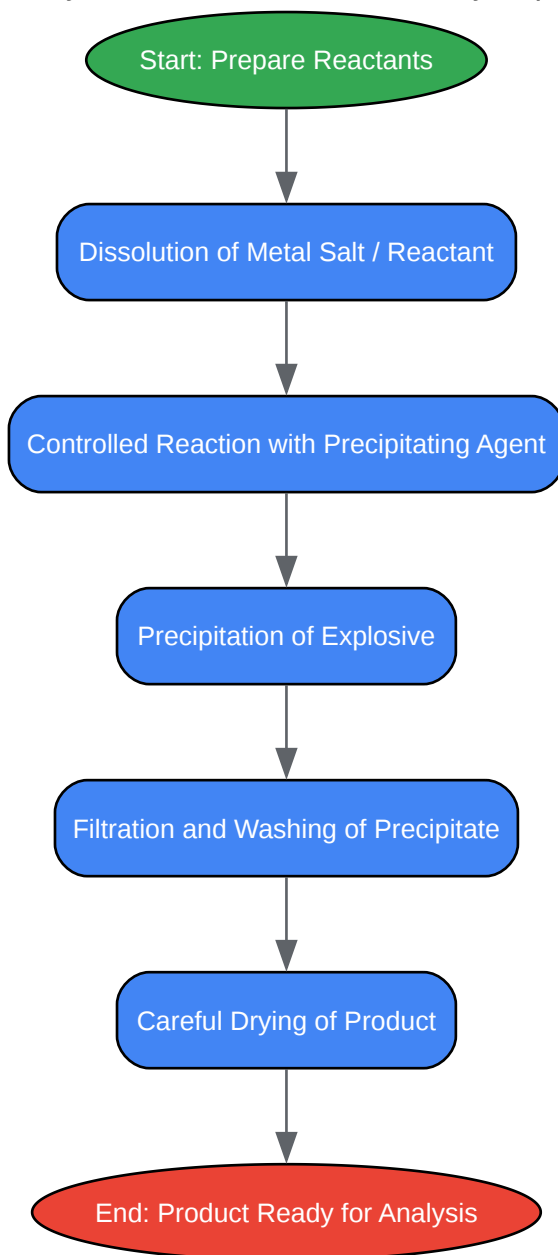 Start: Prepare Reactants
Dissolution of Metal Salt / Reactant
Controlled Reaction with Precipitating Agent
Precipitation of Explosive
Filtration and Washing of Precipitate
Careful Drying of Product
End: Product Ready for Analysis